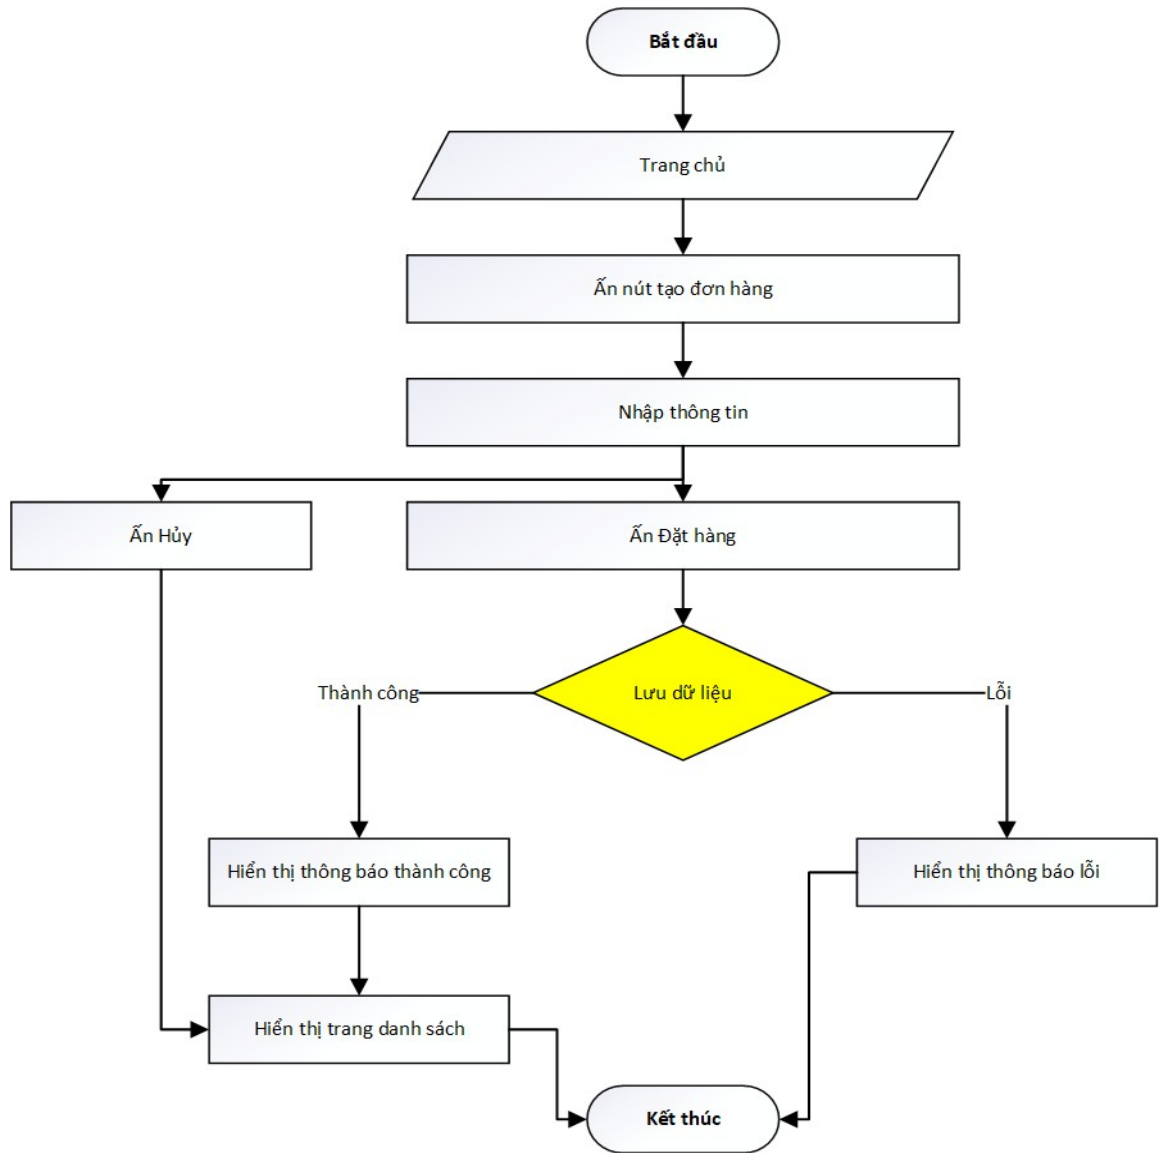 Bắt đầu
Trang chủ
Ấn nút tạo đơn hàng
Nhập thông tin
Ấn Hủy
Ấn Đặt hàng
Thành công
Lưu dữ liệu
Lỗi
Hiển thị thông báo thành công
Hiển thị thông báo lỗi
Hiển thị trang danh sách
Kết thúc